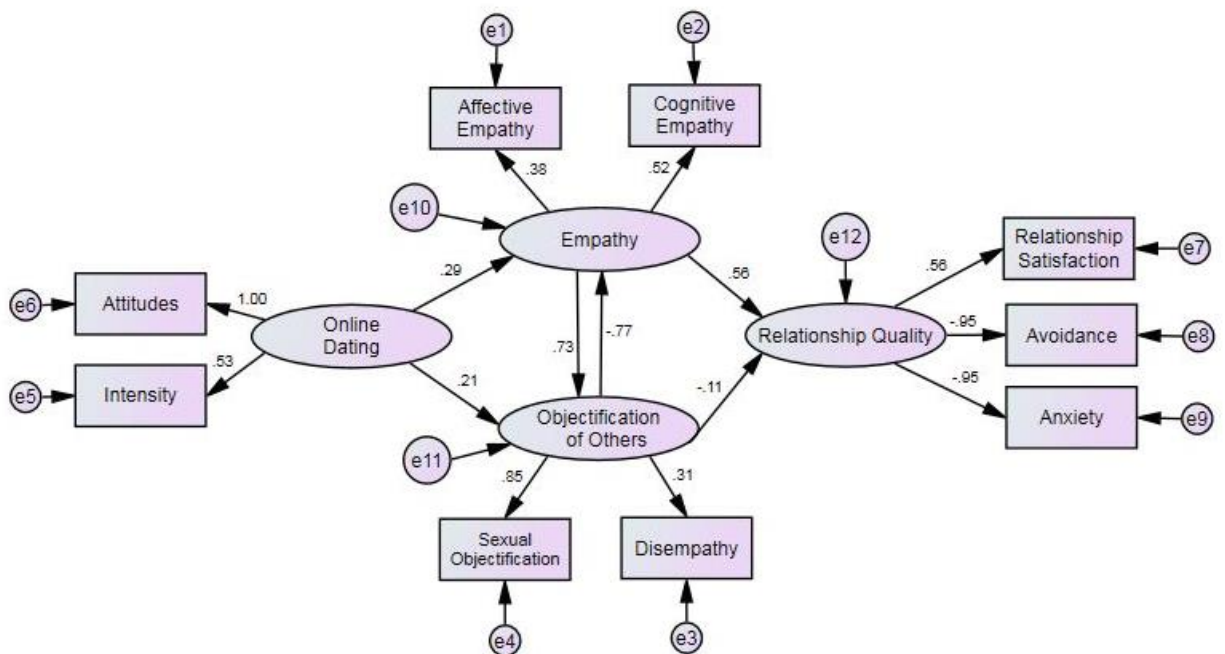 e1
e2
Affective
Empathy
Cognitive
Empathy
.38
.52
e10
Empathy
e12
Relationship
Satisfaction
e7
.29
.56
.56
e6
Attitudes
1.00
Online
Dating
.73
-.77
Relationship Quality
-.95
Avoidance
e8
e5
Intensity
.53
.21
-.11
-.95
Anxiety
e9
Objectification
of Others
e11
.85
.31
Sexual
Objectification
Disempathy
e4
e3